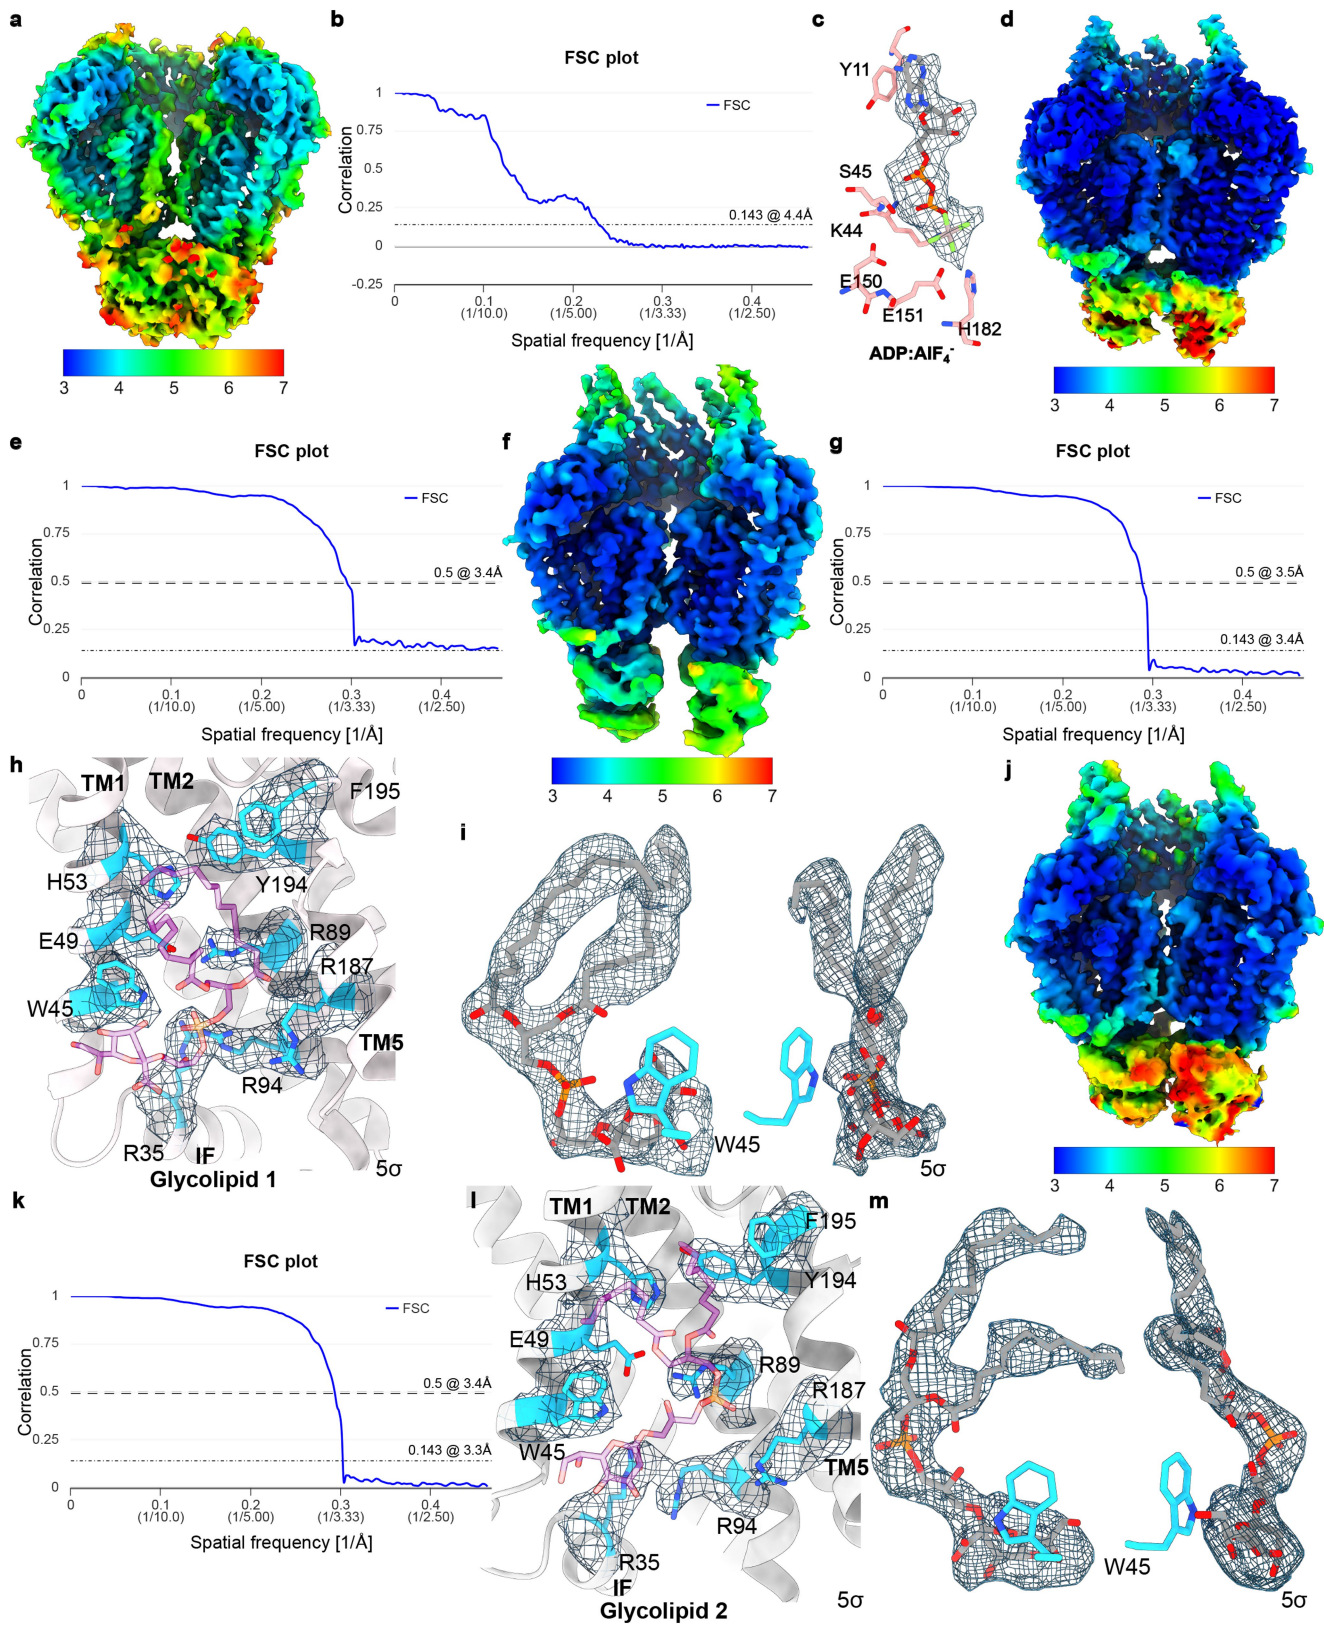 a
3 4 5 6 7
b
FSC plot
FSC
1
0.75
0.5
0.25
0
-0.25
Correlation
0.143 @ 4.4Å
0 0.1 0.2 0.3 0.4
(1/10.0) (1/5.00) (1/3.33) (1/2.50)
Spatial frequency [1/Å]
c
Y11
S45
K44
E150
E151
H182
ADP:AlF4-
d
3 4 5 6 7
e
FSC plot
FSC
1
0.75
0.5
0.25
0
Correlation
0.5 @ 3.4Å
0 0.1 0.2 0.3 0.4
(1/10.0) (1/5.00) (1/3.33) (1/2.50)
Spatial frequency [1/Å]
f
3 4 5 6 7
g
FSC plot
FSC
1
0.75
0.5
0.25
0
Correlation
0.5 @ 3.5Å
0.143 @ 3.4Å
0 0.1 0.2 0.3 0.4
(1/10.0) (1/5.00) (1/3.33) (1/2.50)
Spatial frequency [1/Å]
h
TM1 TM2
F195
H53
Y194
E49
R89
R187
W45
TM5
R94
R35
IF
5σ
Glycolipid 1
i
W45
5σ
j
3 4 5 6 7
k
FSC plot
FSC
1
0.75
0.5
0.25
0
Correlation
0.5 @ 3.4Å
0.143 @ 3.3Å
0 0.1 0.2 0.3 0.4
(1/10.0) (1/5.00) (1/3.33) (1/2.50)
Spatial frequency [1/Å]
l
TM1 TM2
F195
H53
Y194
E49
R89
R187
W45
TM5
R94
R35
IF
5σ
Glycolipid 2
m
W45
5σ